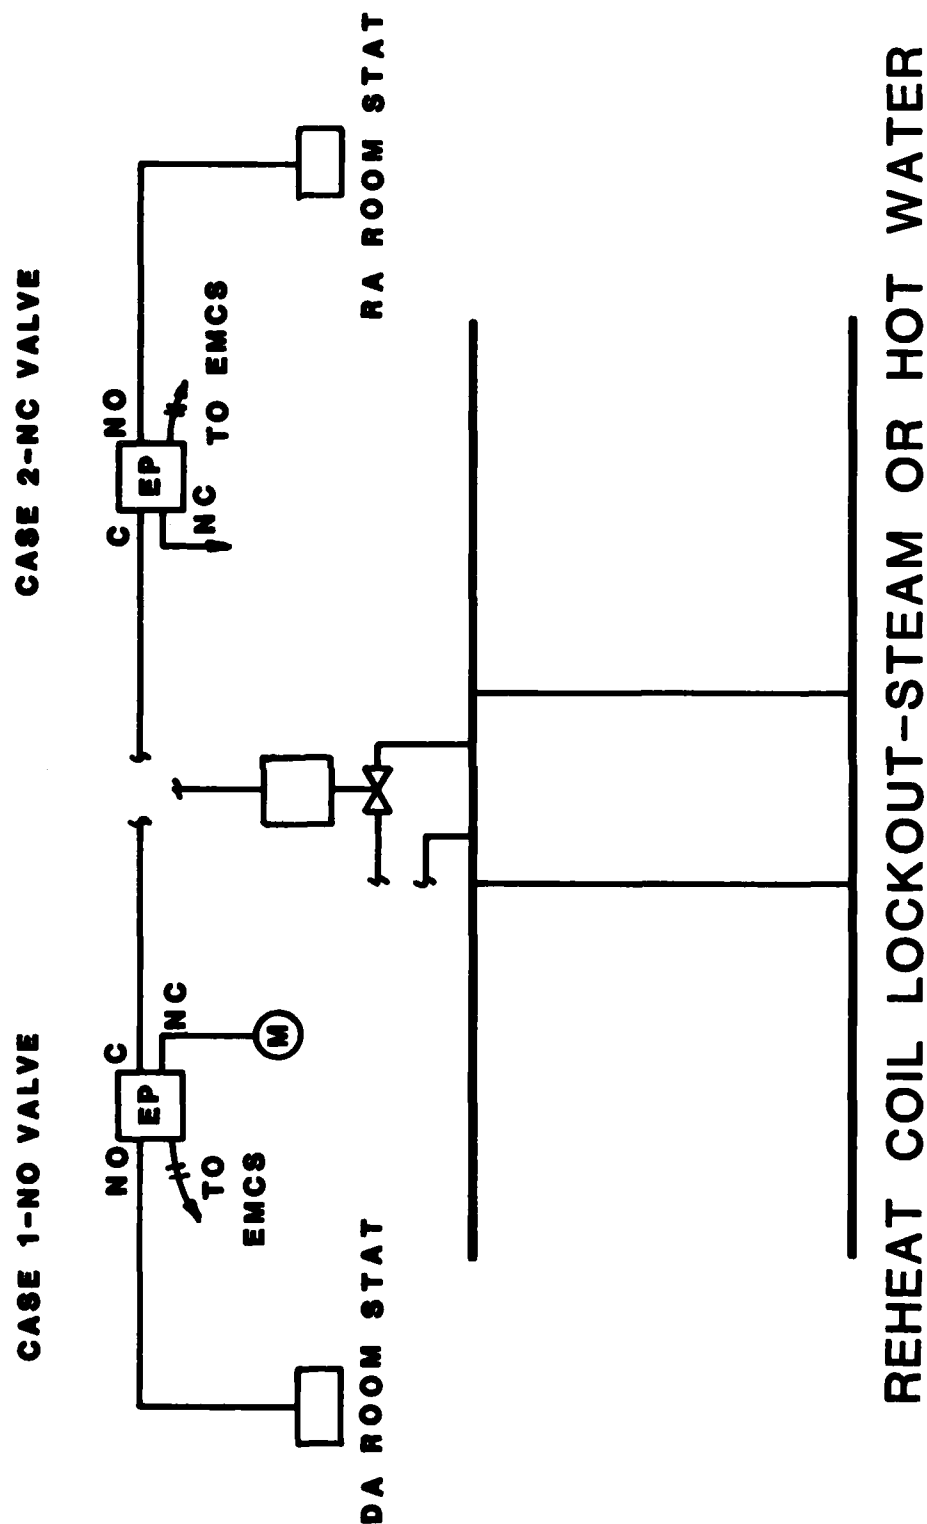 CASE 1-NO VALVE
CASE 2-NC VALVE
NO
C
EP
NC
TO
EMCS
M
DA ROOM STAT
C
NO
EP
NC
TO EMCS
RA ROOM STAT
REHEAT COIL LOCKOUT-STEAM OR HOT WATER